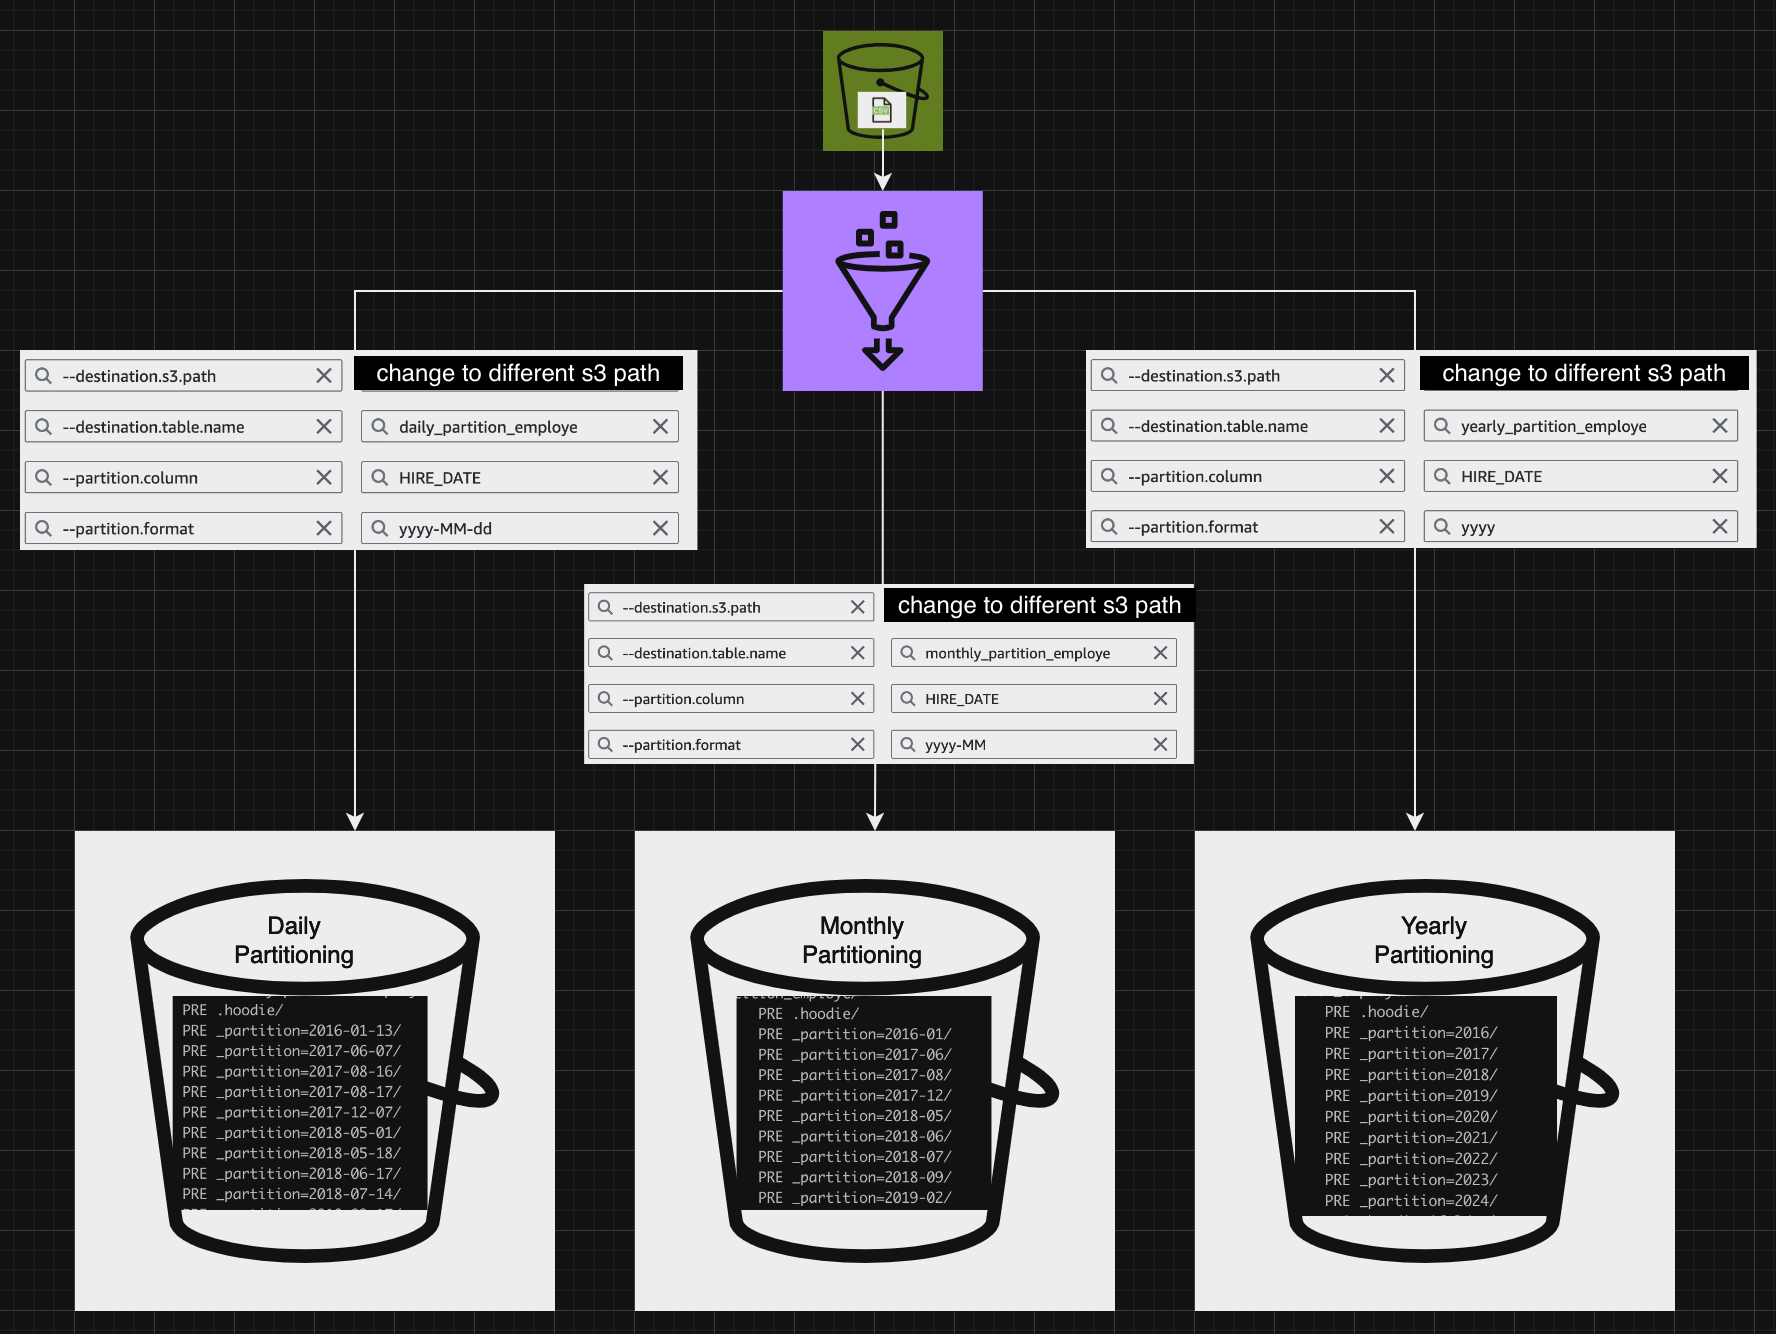 CSV
--destination.s3.path
change to different s3 path
--destination.table.name
daily_partition_employe
--partition.column
HIRE_DATE
--partition.format
yyyy-MM-dd
--destination.s3.path
change to different s3 path
--destination.table.name
yearly_partition_employe
--partition.column
HIRE_DATE
--partition.format
yyyy
--destination.s3.path
change to different s3 path
--destination.table.name
monthly_partition_employe
--partition.column
HIRE_DATE
--partition.format
yyyy-MM
Daily
Partitioning
PRE .hoodie/
PRE _partition=2016-01-13/
PRE _partition=2017-06-07/
PRE _partition=2017-08-16/
PRE _partition=2017-08-17/
PRE _partition=2017-12-07/
PRE _partition=2018-05-01/
PRE _partition=2018-05-18/
PRE _partition=2018-06-17/
PRE _partition=2018-07-14/
Monthly
Partitioning
PRE .hoodie/
PRE _partition=2016-01/
PRE _partition=2017-06/
PRE _partition=2017-08/
PRE _partition=2017-12/
PRE _partition=2018-05/
PRE _partition=2018-06/
PRE _partition=2018-07/
PRE _partition=2018-09/
PRE _partition=2019-02/
Yearly
Partitioning
PRE .hoodie/
PRE _partition=2016/
PRE _partition=2017/
PRE _partition=2018/
PRE _partition=2019/
PRE _partition=2020/
PRE _partition=2021/
PRE _partition=2022/
PRE _partition=2023/
PRE _partition=2024/